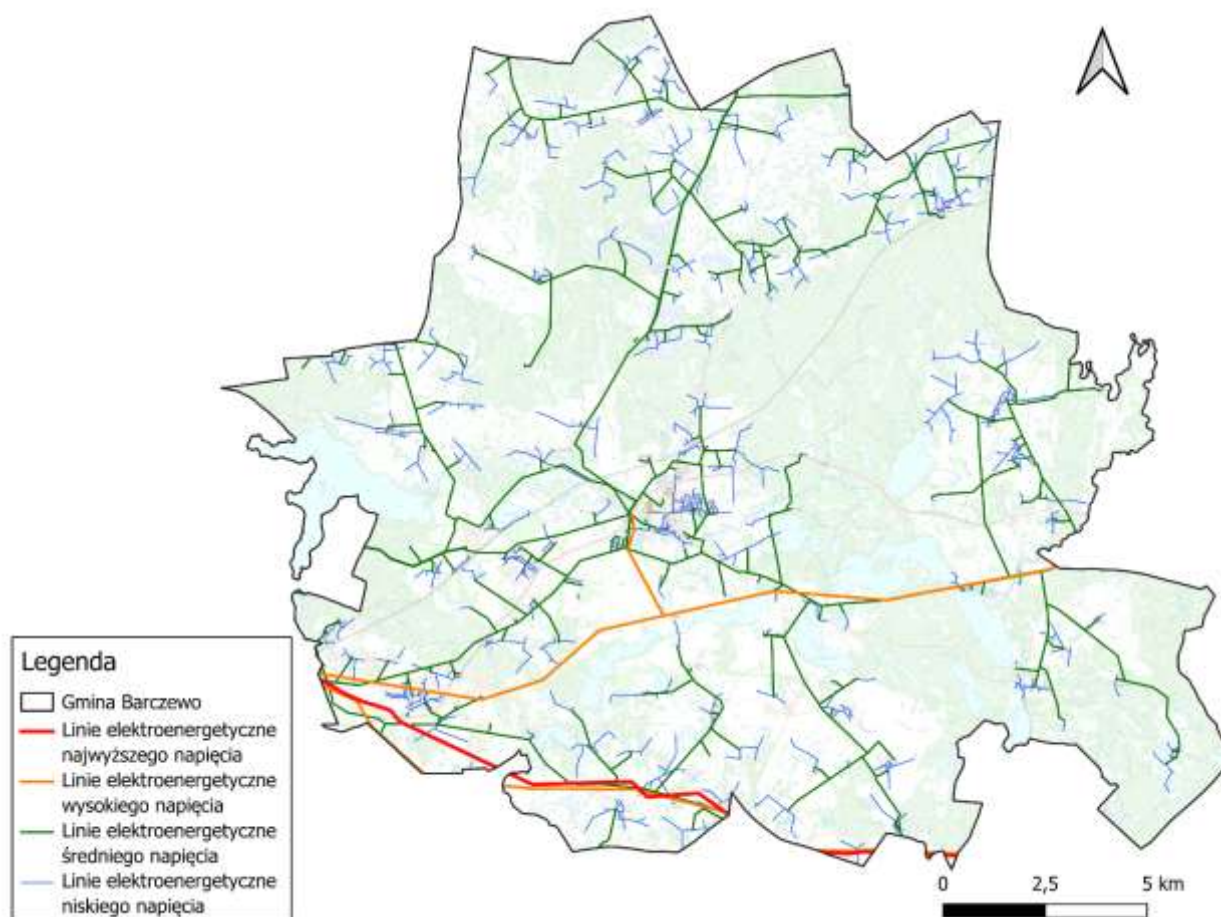 Legenda
Gmina Barczewo
Linie elektroenergetyczne
najwyższego napięcia
Linie elektroenergetyczne
wysokiego napięcia
Linie elektroenergetyczne
średniego napięcia
Linie elektroenergetyczne
niskiego napięcia
0 2,5 5 km